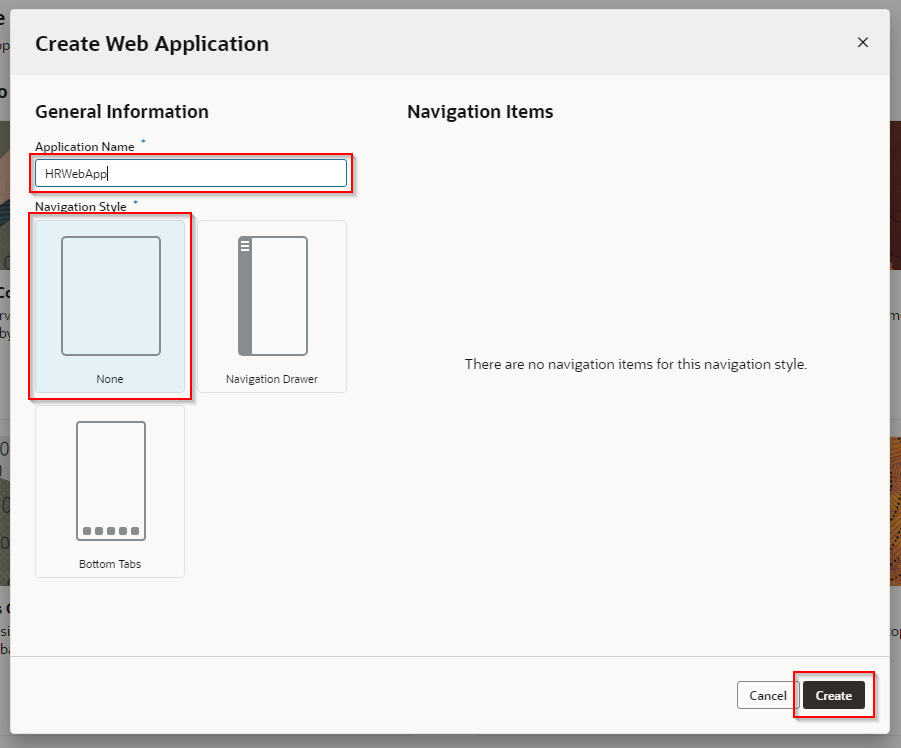 Create Web Application
General Information
Application Name *
HRWebApp
Navigation Style *
None
Navigation Drawer
Bottom Tabs
Navigation Items
There are no navigation items for this navigation style.
Cancel
Create